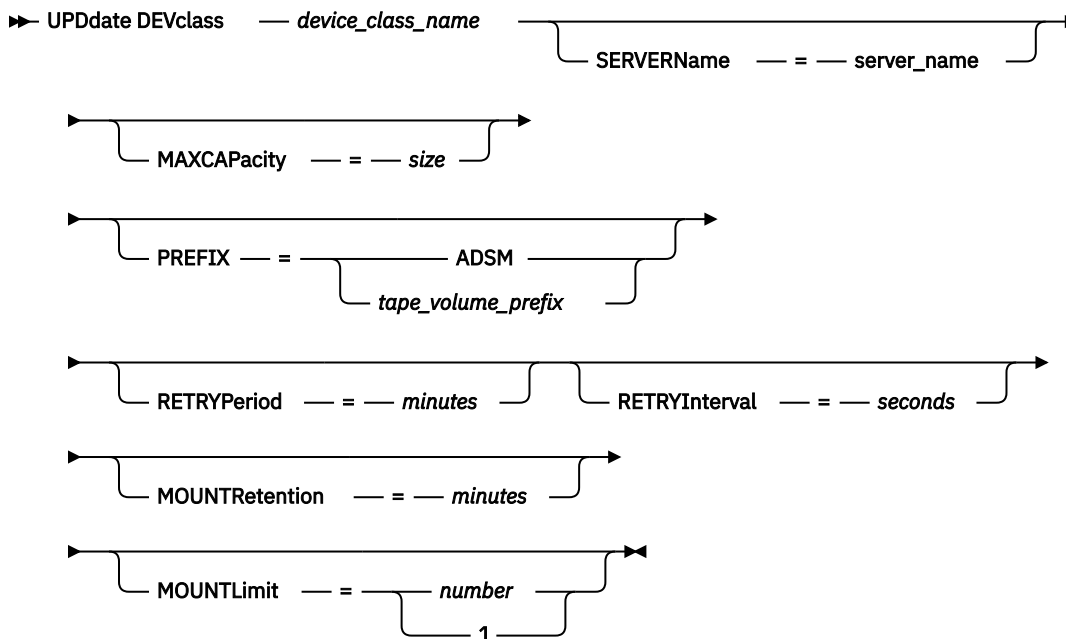 UPDdate DEVclass — device_class_name
SERVERName — = — server_name
MAXCAPacity — = — size
PREFIX — = — ADSM
tape_volume_prefix
RETRYPeriod — = — minutes RETRYInterval — = — seconds
MOUNTRetention — = — minutes
MOUNTLimit — = — number
1